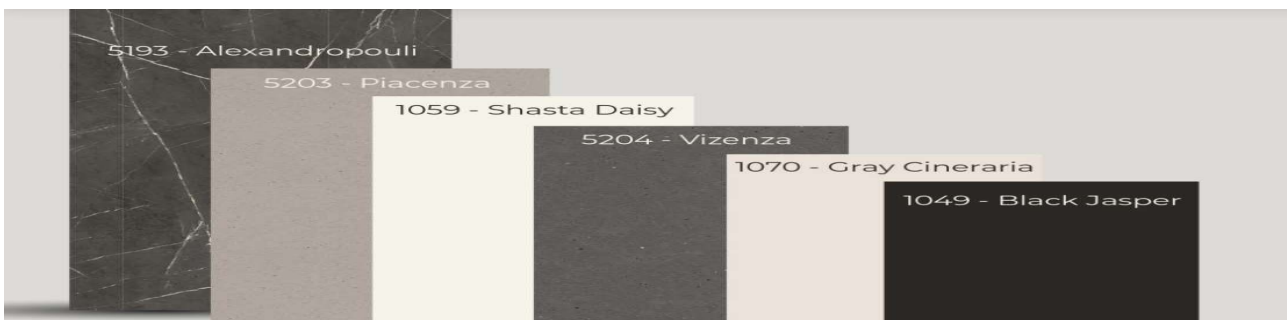 5193 - Alexandropouli
5203 - Piacenza
1059 - Shasta Daisy
5204 - Vizenza
1070 - Gray Cineraria
1049 - Black Jasper